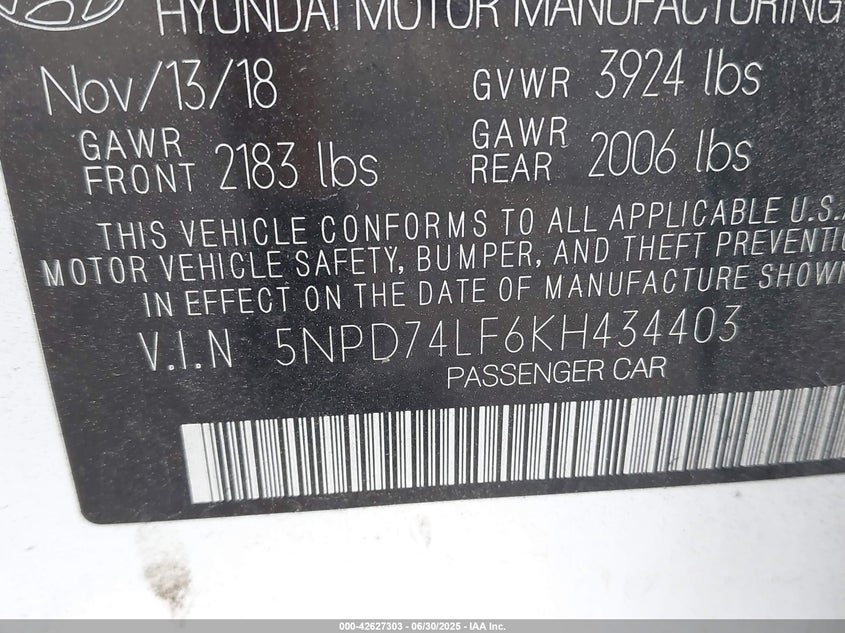 HYUNDAI MOTOR MANUFACTURING
Nov/13/18 GVWR 3924 lbs
GAWR FRONT 2183 lbs GAWR REAR 2006 lbs
THIS VEHICLE CONFORMS TO ALL APPLICABLE U.S.A
MOTOR VEHICLE SAFETY, BUMPER, AND THEFT PREVENTIO
IN EFFECT ON THE DATE OF MANUFACTURE SHOWN
V.I.N 5NPD74LF6KH434403
PASSENGER CAR
000-42627303 - 06/30/2025 - IAA Inc.